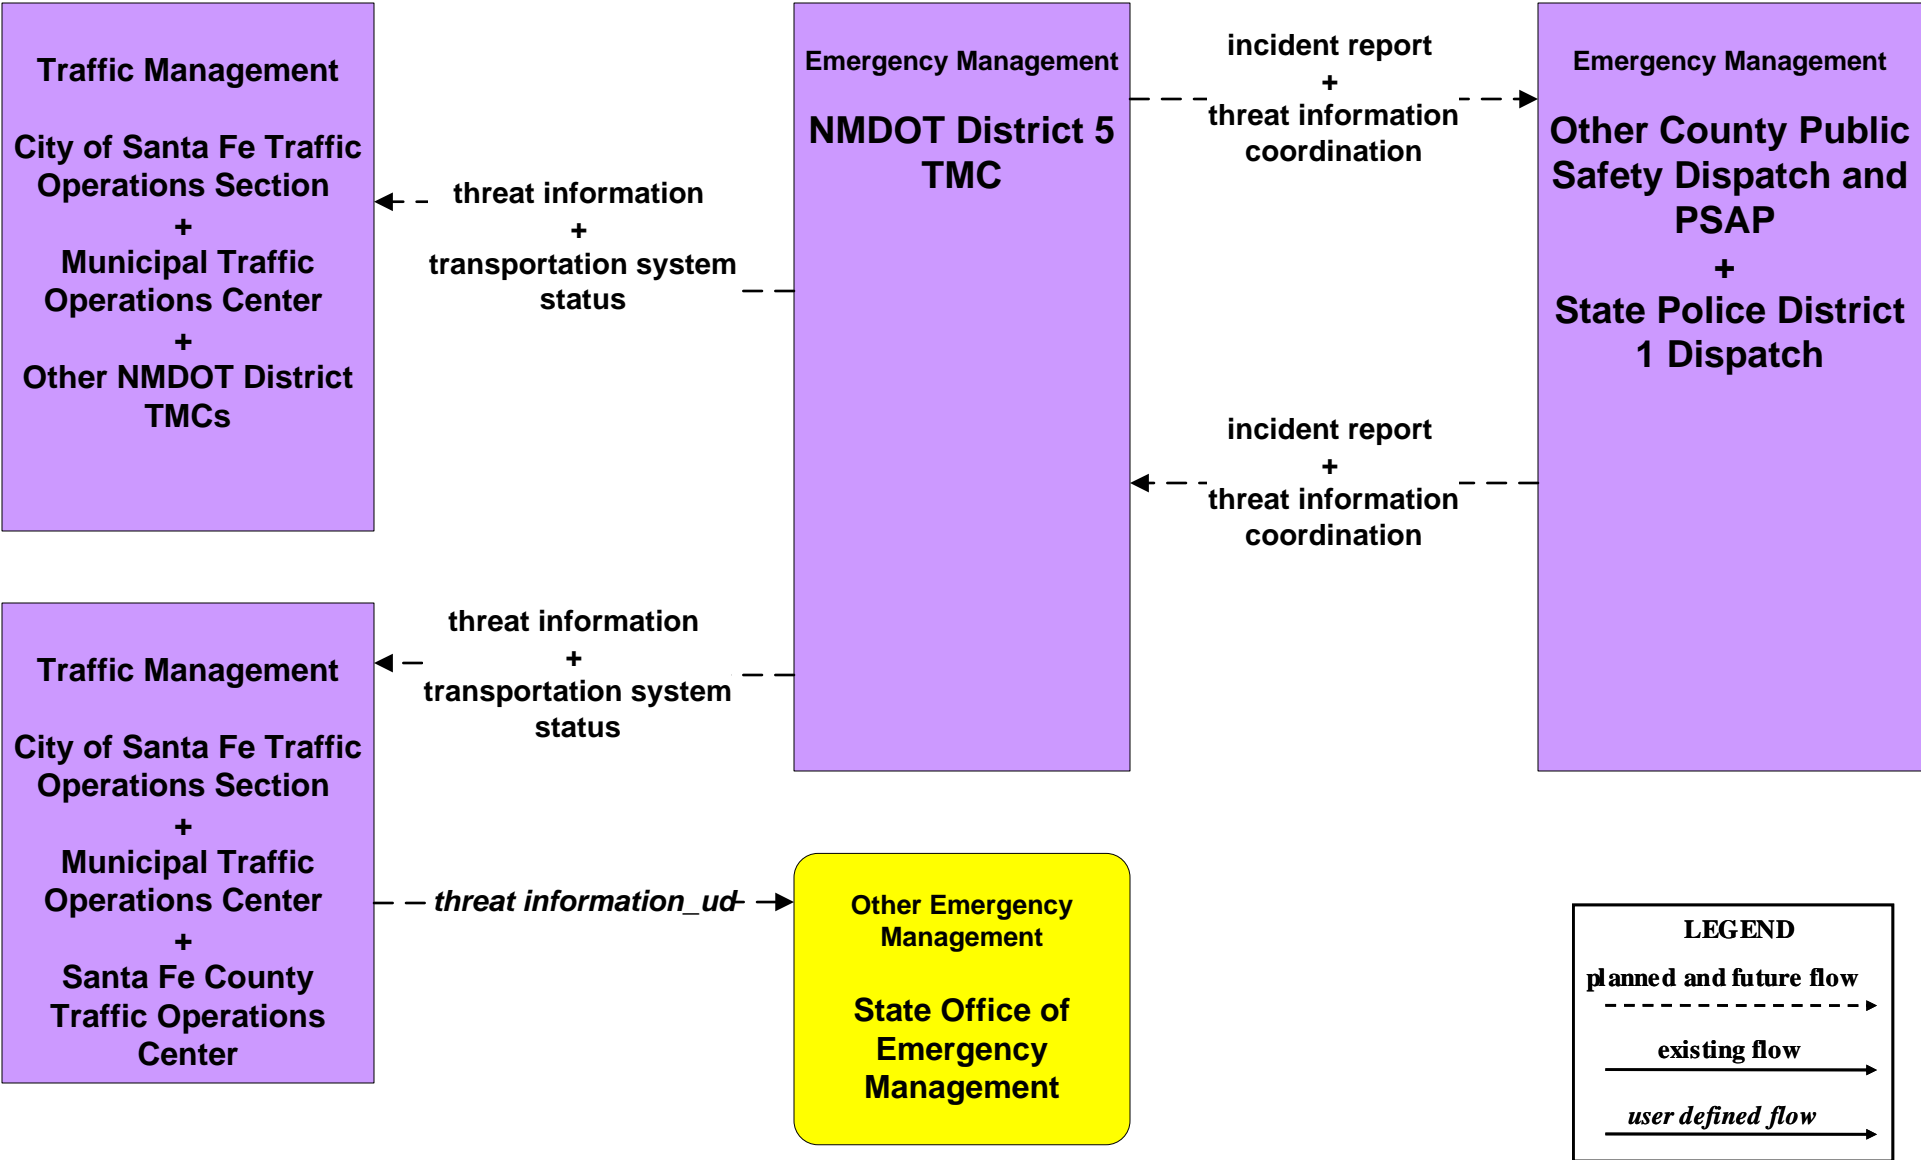 Traffic Management
City of Santa Fe Traffic
Operations Section
+
Municipal Traffic
Operations Center
+
Other NMDOT District
TMCs
threat information
+
transportation system
status
Emergency Management
NMDOT District 5
TMC
incident report
+
threat information
coordination
Emergency Management
Other County Public
Safety Dispatch and
PSAP
+
State Police District
1 Dispatch
incident report
+
threat information
coordination
Traffic Management
City of Santa Fe Traffic
Operations Section
+
Municipal Traffic
Operations Center
+
Santa Fe County
Traffic Operations
Center
threat information
+
transportation system
status
threat information_ud
Other Emergency
Management
State Office of
Emergency
Management
LEGEND
planned and future flow
existing flow
user defined flow